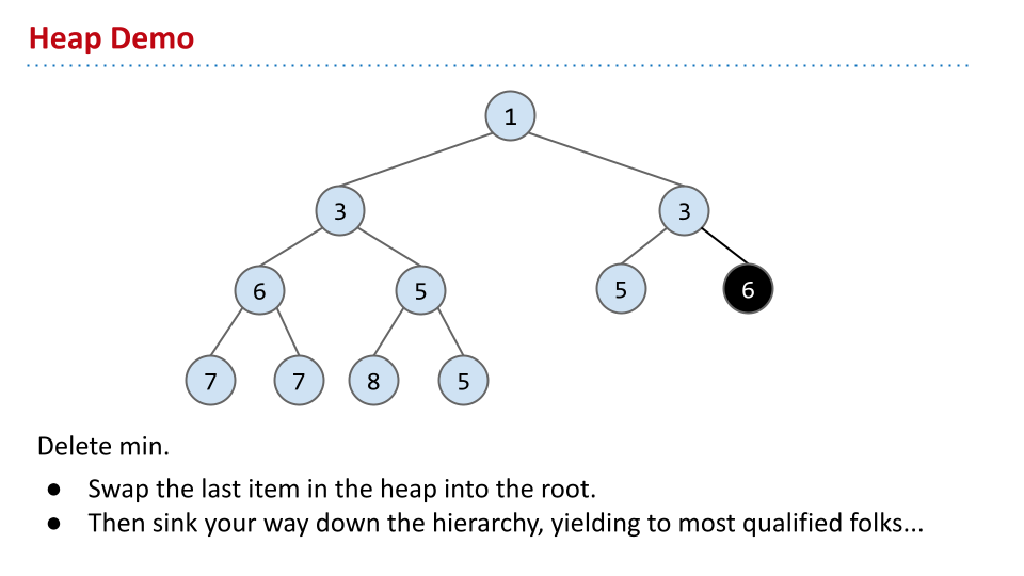 Heap Demo
1
3 3
6 5 5 6
7 7 8 5
Delete min.
● Swap the last item in the heap into the root.
● Then sink your way down the hierarchy, yielding to most qualified folks...